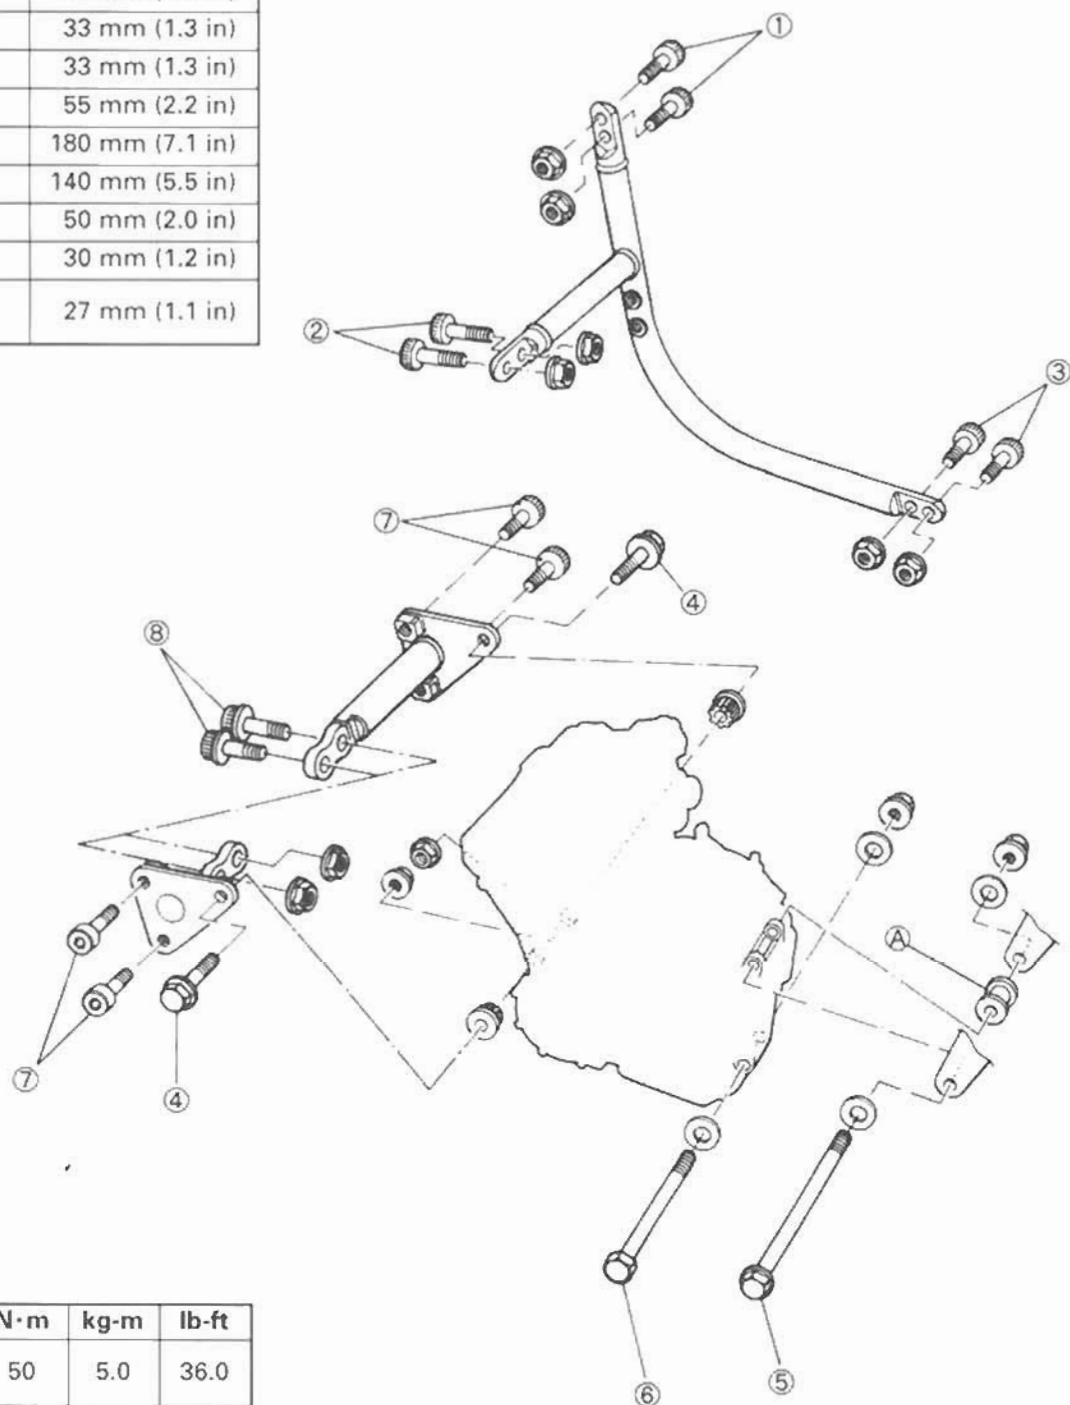 33 mm (1.3 in)
33 mm (1.3 in)
55 mm (2.2 in)
180 mm (7.1 in)
140 mm (5.5 in)
50 mm (2.0 in)
30 mm (1.2 in)
27 mm (1.1 in)
①
②
③
⑦
④
⑧
Ⓐ
⑦
④
⑥
⑤
N·m kg-m lb-ft
50 5.0 36.0